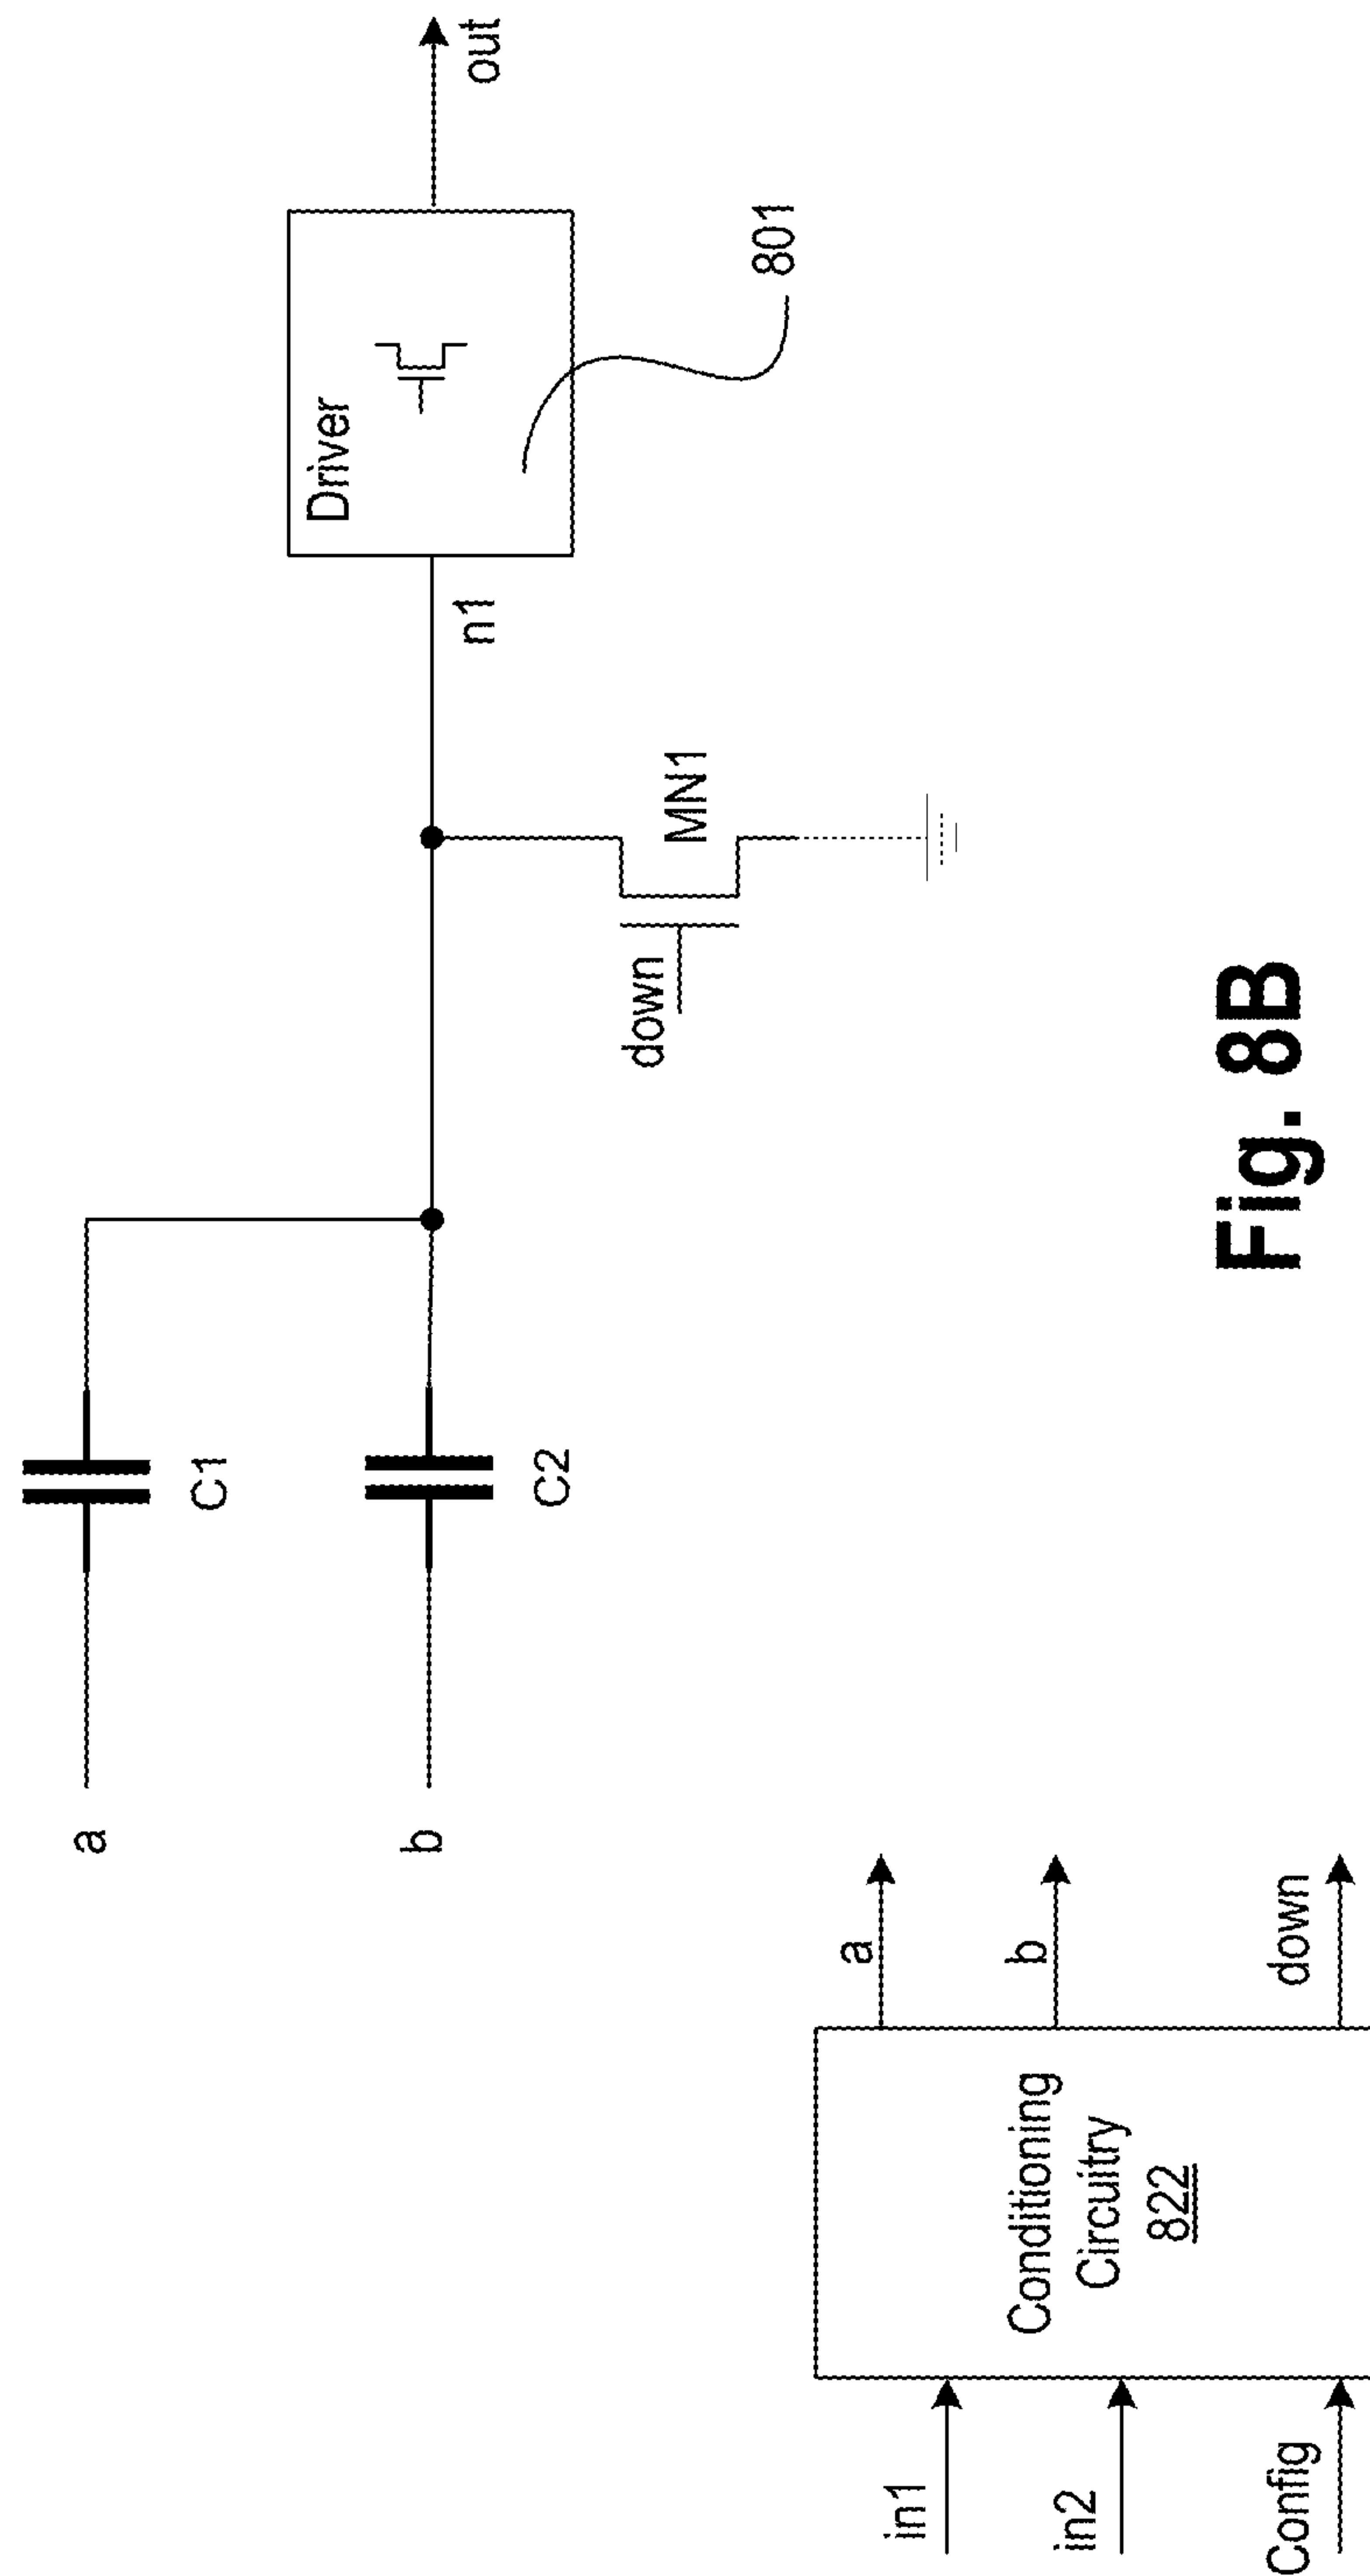 a
C1
b
C2
Driver
n1
out
801
down
MN1
in1
in2
Config
Conditioning
Circuitry
822
a
b
down
Fig. 8B